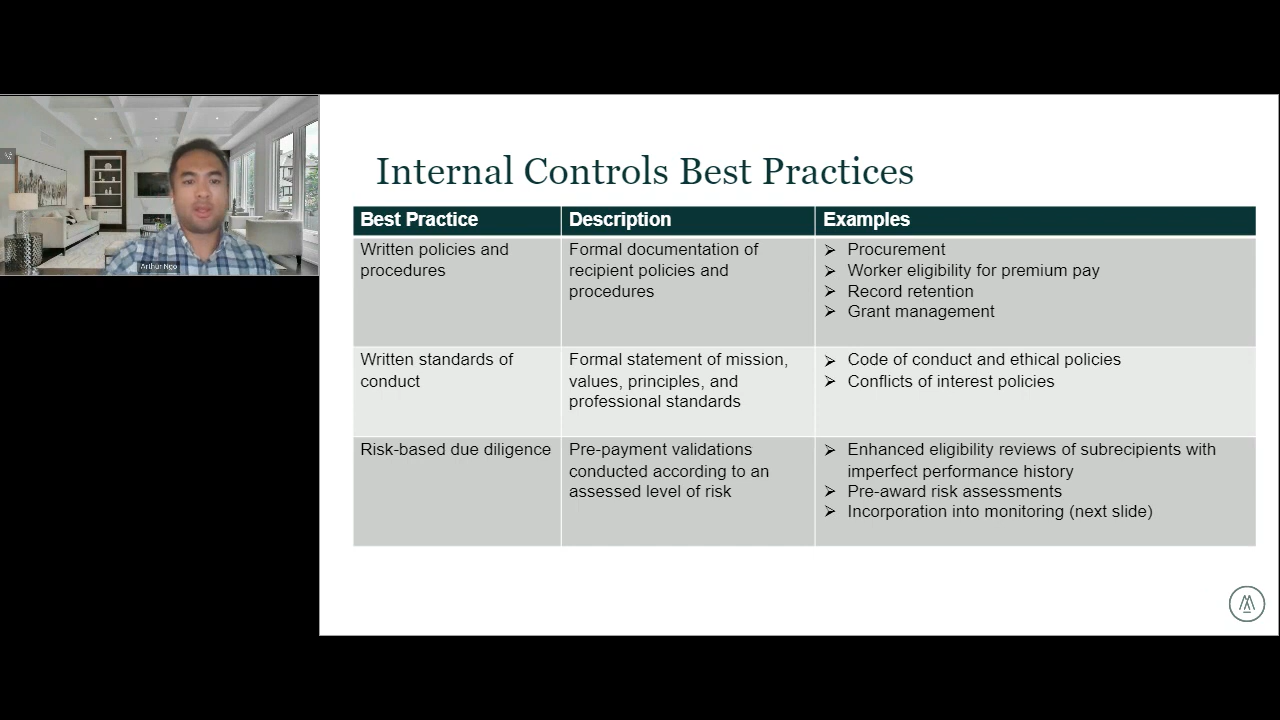 Arthur Ngo
Internal Controls Best Practices
Best Practice
Description
Examples
Written policies and
procedures
Formal documentation of
recipient policies and
procedures
➢ Procurement
➢ Worker eligibility for premium pay
➢ Record retention
➢ Grant management
Written standards of
conduct
Formal statement of mission,
values, principles, and
professional standards
➢ Code of conduct and ethical policies
➢ Conflicts of interest policies
Risk-based due diligence
Pre-payment validations
conducted according to an
assessed level of risk
➢ Enhanced eligibility reviews of subrecipients with
imperfect performance history
➢ Pre-award risk assessments
➢ Incorporation into monitoring (next slide)